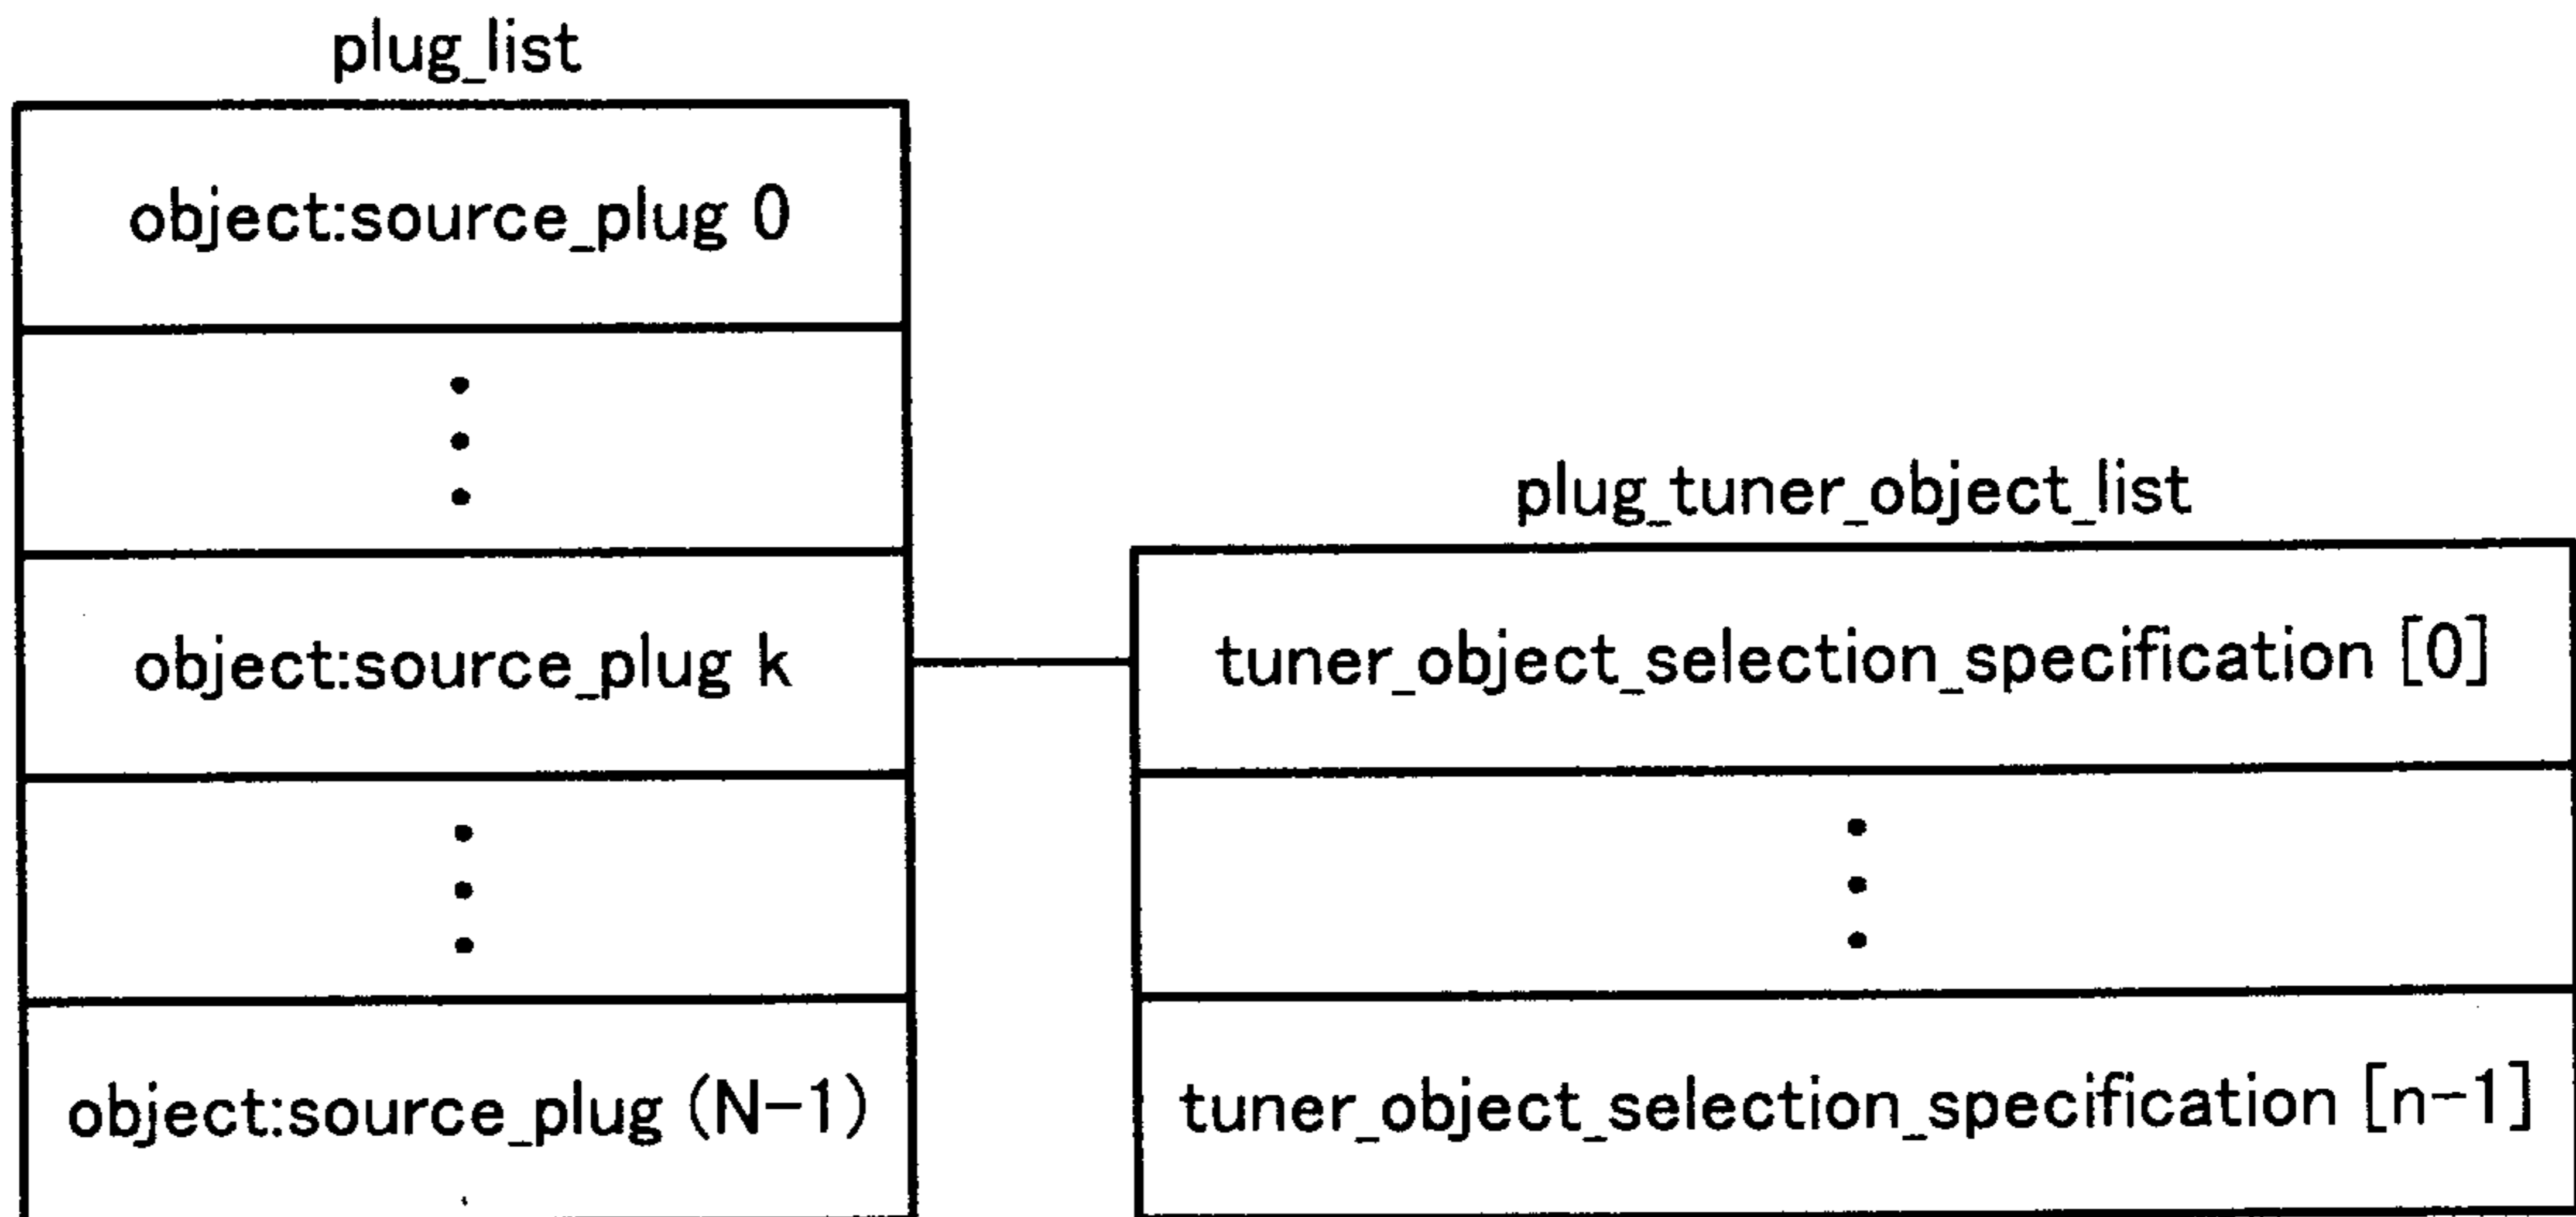 plug_list
object:source_plug 0
object:source_plug k
object:source_plug (N-1)
plug_tuner_object_list
tuner_object_selection_specification [0]
tuner_object_selection_specification [n-1]